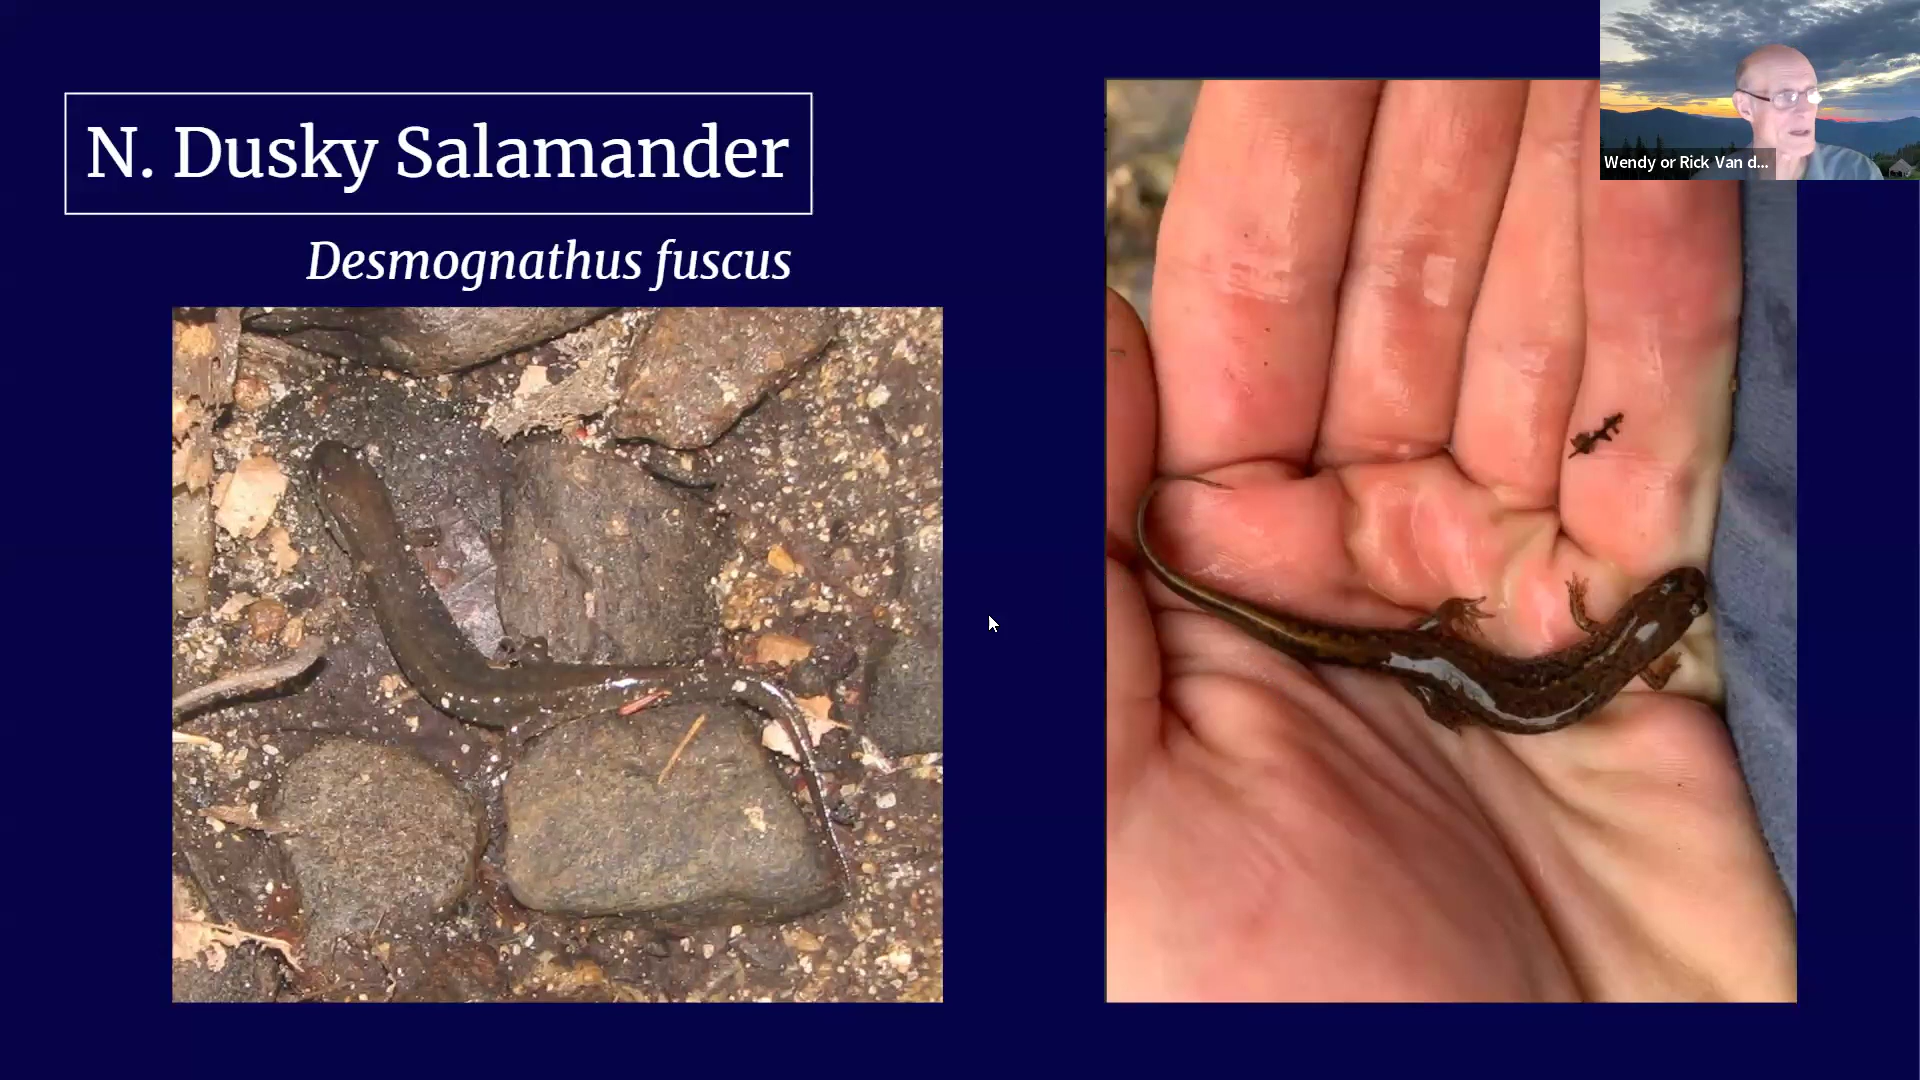 N. Dusky Salamander
Desmognathus fuscus
Wendy or Rick Van d...